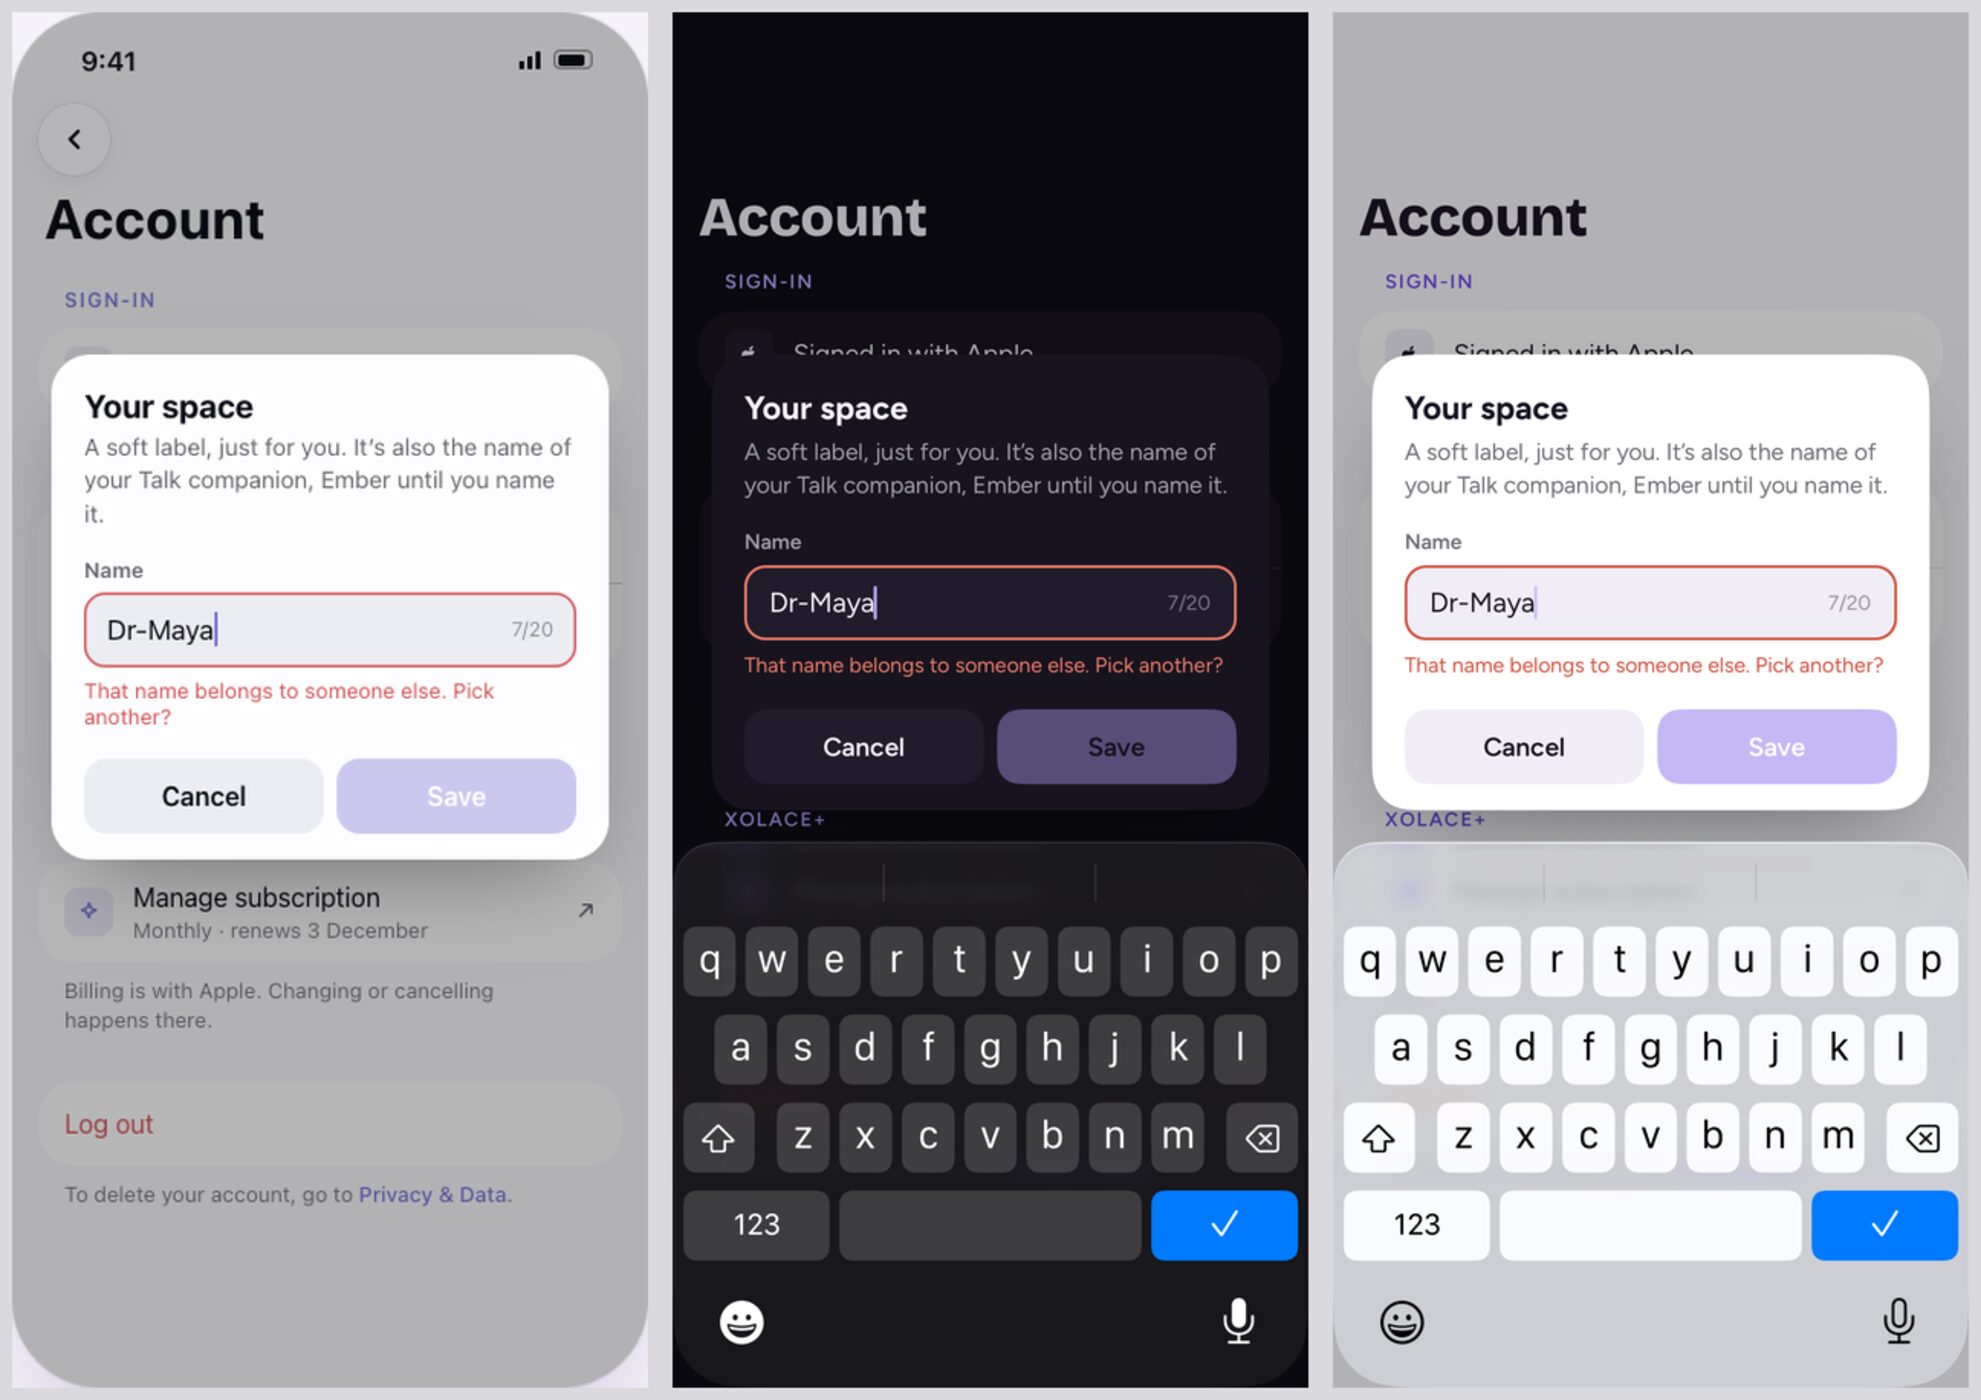 9:41
Account
SIGN-IN
Your space
A soft label, just for you. It's also the name of
your Talk companion, Ember until you name
it.
Name
Dr-Maya
7/20
That name belongs to someone else. Pick
another?
Cancel
Save
Manage subscription
Monthly · renews 3 December
Billing is with Apple. Changing or cancelling
happens there.
Log out
To delete your account, go to Privacy & Data.
Account
SIGN-IN
Signed in with Apple
Your space
A soft label, just for you. It's also the name of
your Talk companion, Ember until you name it.
Name
Dr-Maya
7/20
That name belongs to someone else. Pick another?
Cancel
Save
XOLACE+
q w e r t y u i o p
a s d f g h j k l
z x c v b n m
123
Account
SIGN-IN
Signed in with Apple
Your space
A soft label, just for you. It's also the name of
your Talk companion, Ember until you name it.
Name
Dr-Maya
7/20
That name belongs to someone else. Pick another?
Cancel
Save
XOLACE+
q w e r t y u i o p
a s d f g h j k l
z x c v b n m
123